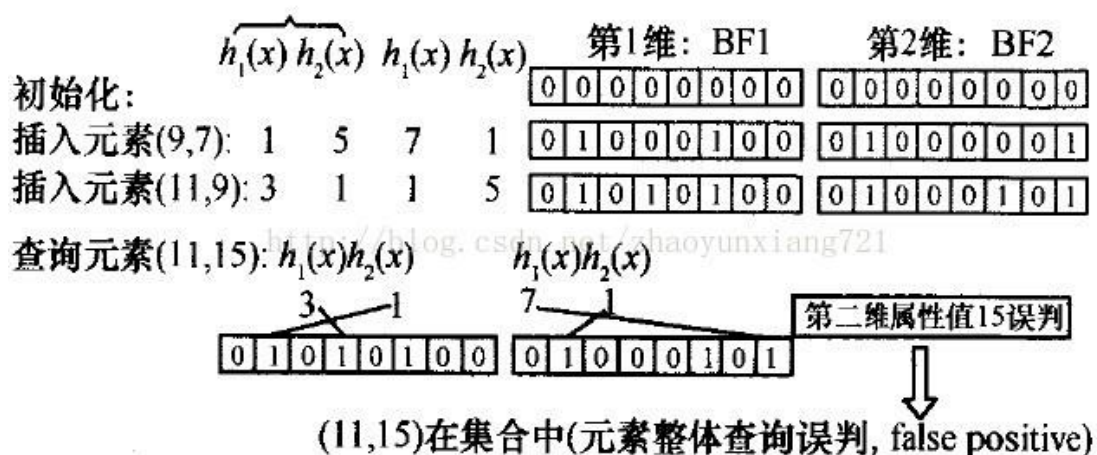 h₁(x) h₂(x) h₁(x) h₂(x) 第1维: BF1 第2维: BF2
初始化: 0 0 0 0 0 0 0 0 0 0 0 0 0 0 0 0
插入元素(9,7): 1 5 7 1 0 1 0 0 0 1 0 0 0 1 0 0 0 0 0 1
插入元素(11,9): 3 1 1 5 0 1 0 1 0 1 0 0 0 1 0 0 0 1 0 1
http://blog.csdn.net/zhaoyunxiang721
查询元素(11,15): h₁(x)h₂(x) h₁(x)h₂(x)
3 1 7 1 第二维属性值15误判
0 1 0 1 0 1 0 0 0 1 0 0 0 1 0 1
(11,15)在集合中(元素整体查询误判, false positive)